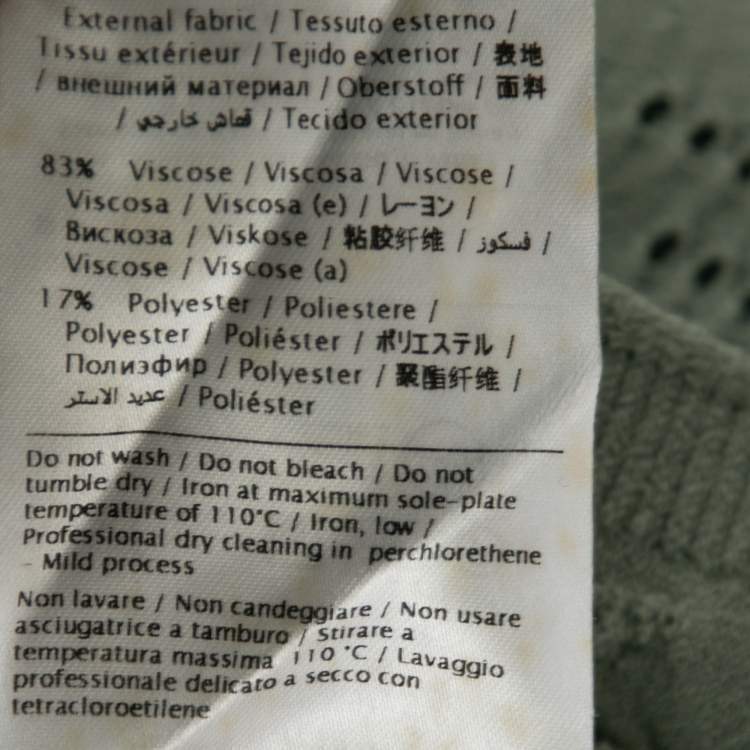 External fabric / Tessuto esterno /
Tissu extérieur / Tejido exterior / 表地
/ внешний материал / Oberstoff / 面料
/ قماش خارجي / Tecido exterior
83% Viscose / Viscosa / Viscose /
Viscosa / Viscosa (e) / レーヨン /
Вискоза / Viskose / 粘胶纤维 / فسكوز /
Viscose / Viscose (a)
17% Polyester / Poliestere /
Polyester / Poliéster / ポリエステル /
Полиэфир / Polyester / 聚酯纤维 /
عديد الاستر / Poliéster
Do not wash / Do not bleach / Do not
tumble dry / Iron at maximum sole-plate
temperature of 110°C / Iron, low /
Professional dry cleaning in perchlorethene
- Mild process
Non lavare / Non candeggiare / Non usare
asciugatrice a tamburo / Stirare a
temperatura massima 110 °C / Lavaggio
professionale delicato a secco con
tetracloroetilene